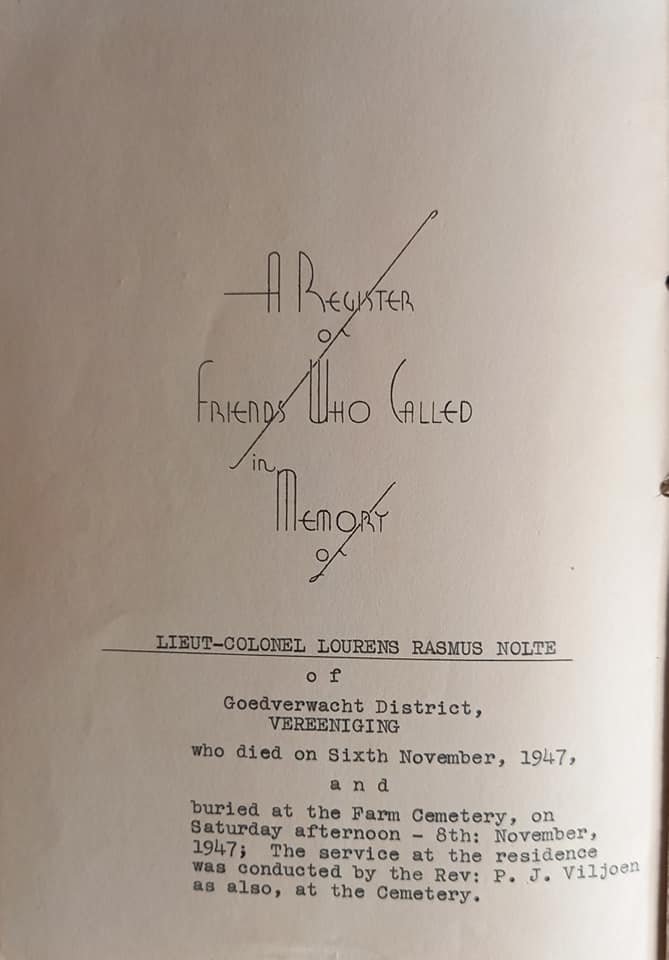 A Register
of
Friends Who Called
in
Memory
of
LIEUT-COLONEL LOURENS RASMUS NOLTE
o f
Goedverwacht District,
VEREENIGING
who died on Sixth November, 1947,
a n d
buried at the Farm Cemetery, on
Saturday afternoon - 8th: November,
1947; The service at the residence
was conducted by the Rev: P. J. Viljoen
as also, at the Cemetery.